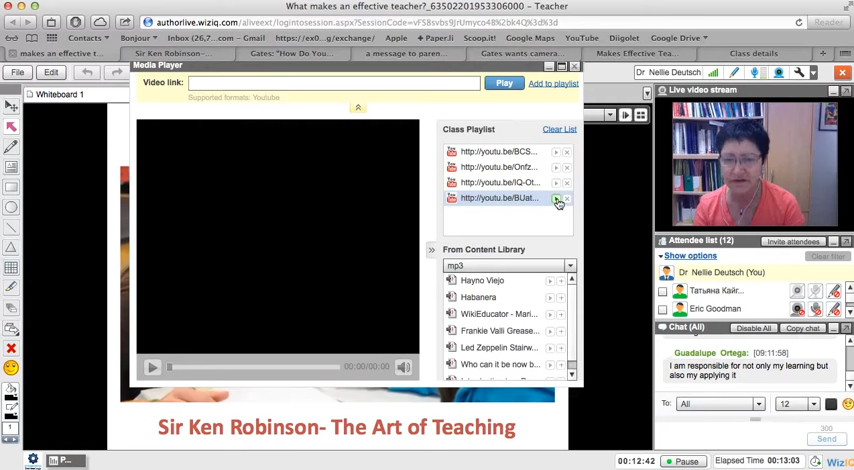 What makes an effective teacher?_63502201953306000 - Teacher
authorlive.wiziq.com/aliveext/logintosession.aspx?SessionCode=vFS8vs9JrUmyco4B%2bk4Q%3d%3d
Reader
Contacts Bonjour Inbox (26,7...com - Gmail https://ex0...g/exchange/ Apple +Paper.li Scoop.it! Google Maps YouTube Diigolet Google Drive
makes an effective t... Sir Ken Robinson-... Gates: "How Do You... a message to paren... Gates wants camera... Makes Effective Tea... Class details
File Edit
Media Player
Dr Nellie Deutsch
Whiteboard 1
Video link:
Play
Add to playlist
Supported formats: Youtube
Class Playlist
Clear List
http://youtu.be/BCS...
http://youtu.be/Onfz...
http://youtu.be/IQ-Ot...
http://youtu.be/BUat...
From Content Library
mp3
Hayno Viejo
Habanera
WikiEducator - Mari...
Frankie Valli Grease...
Led Zeppelin Stairw...
Who can it be now b...
00:00/00:00
Sir Ken Robinson- The Art of Teaching
Live video stream
Attendee list (12)
Invite attendees
Show options
Clear filter
Dr Nellie Deutsch (You)
Татьяна Кайг...
Eric Goodman
Chat (All)
Disable All
Copy chat
Guadalupe Ortega: [09:11:58]
I am responsible for not only my learning but
also my applying it
To: All 12
300
Send
1
P...
00:12:42
Pause
Elapsed Time 00:13:03
WizIQ